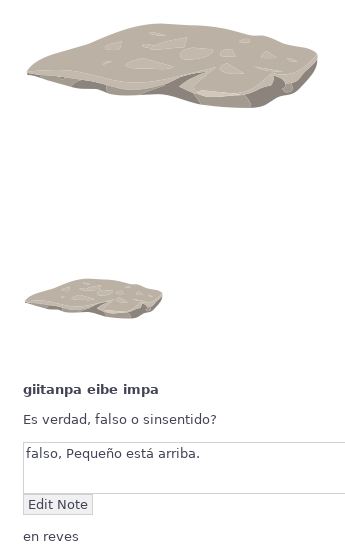 giitanpa eibe impa
Es verdad, falso o sinsentido?
falso, Pequeño está arriba.
Edit Note
en reves